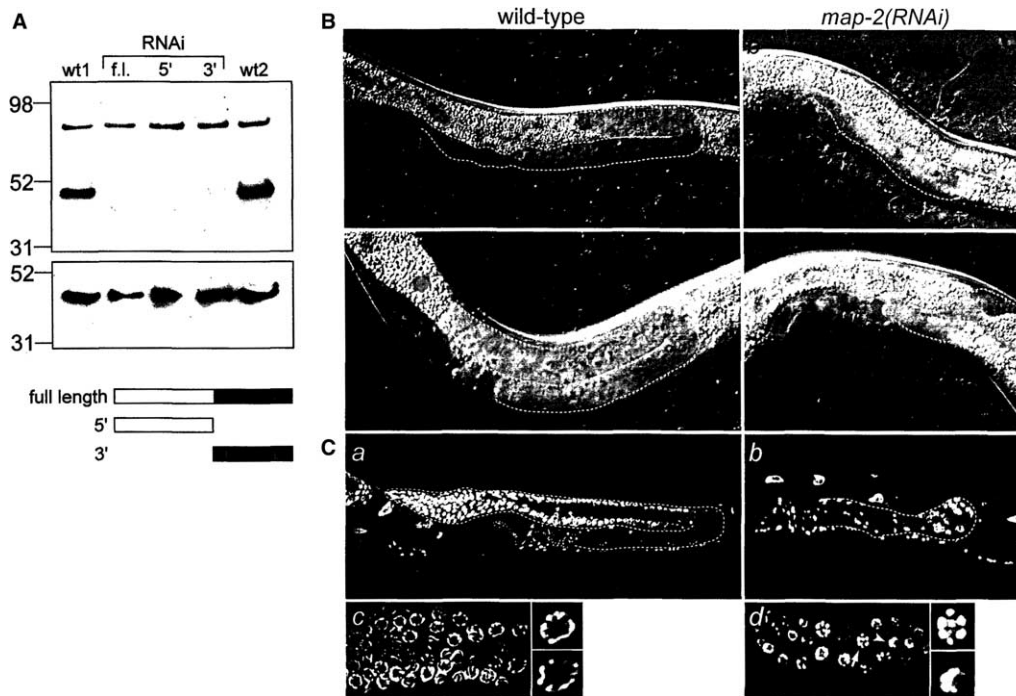 A
RNAi
wt1 f.l. 5' 3' wt2
98
52
31
52
31
full length
5'
3'
B
wild-type
map-2(RNAi)
C
a
b
c
d